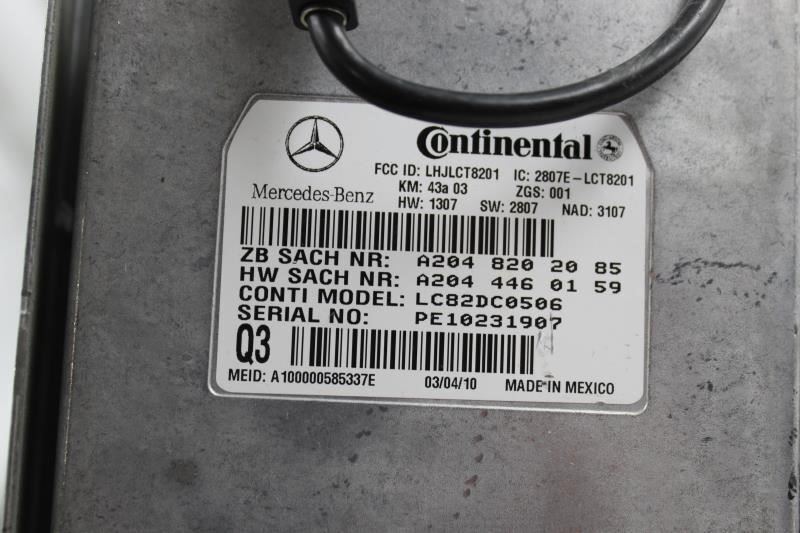 Continental
FCC ID: LHJLCT8201 IC: 2807E-LCT8201
Mercedes-Benz KM: 43a 03 ZGS: 001
HW: 1307 SW: 2807 NAD: 3107
ZB SACH NR: A204 820 20 85
HW SACH NR: A204 446 01 59
CONTI MODEL: LC82DC0506
SERIAL NO: PE10231907
Q3
MEID: A100000585337E 03/04/10 MADE IN MEXICO